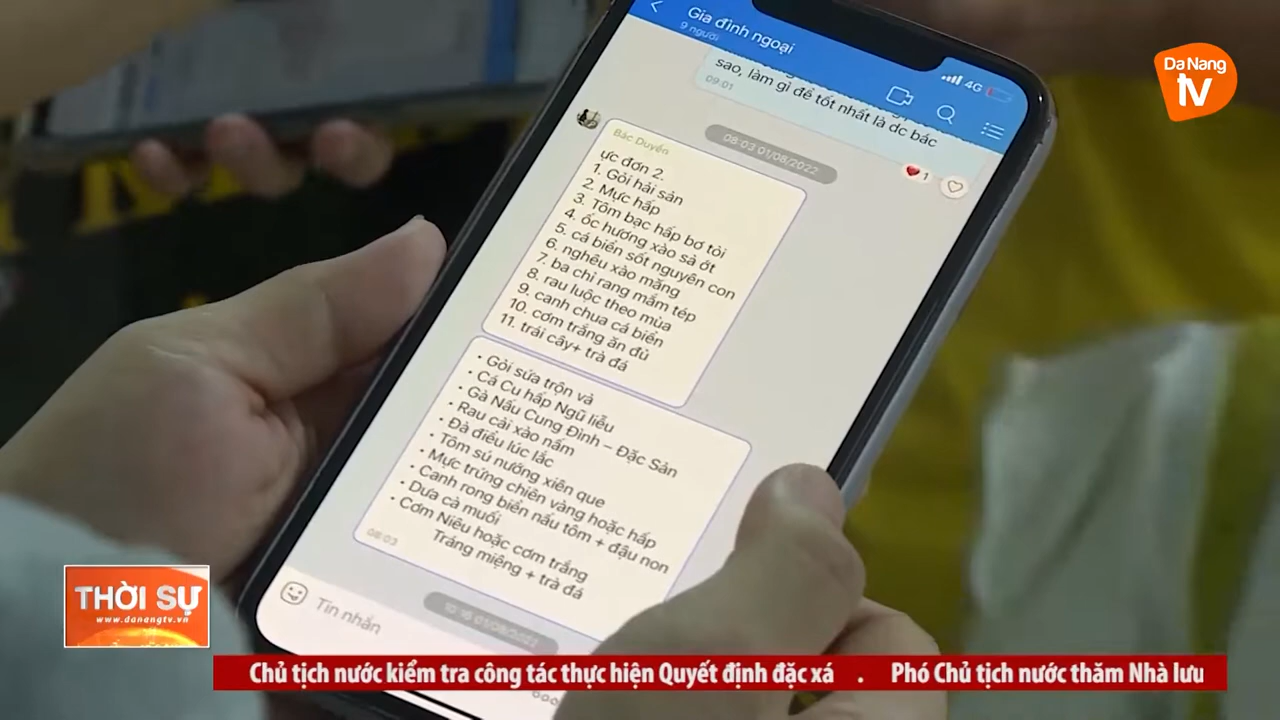 Gia đình ngoại
9 người
4G
sao, làm gì để tốt nhất là dc bác
09:01
08:03 01/08/2022
1
Bác Duyến
ực đơn 2
1. Gỏi hải sản
2. Mực hấp
3. Tôm bạc hấp bơ tỏi
4. ốc hương xào sả ớt
5. cá biển sốt nguyên con
6. nghêu xào măng
7. ba chỉ rang mắm tép
8. rau luộc theo mùa
9. canh chua cá biển
10. cơm trắng ăn đủ
11. trái cây+ trà đá
• Gỏi sứa trộn và
• Cá Cu hấp Ngũ liễu
• Gà Nấu Cung Đình – Đặc Sản
• Rau cải xào nấm
• Đà điểu lúc lắc
• Tôm sú nướng xiên que
• Mực trứng chiên vàng hoặc hấp
• Canh rong biển nấu tôm + đậu non
• Dưa cà muối
• Cơm Niêu hoặc cơm trắng
Tráng miệng + trà đá
08:03
Tin nhắn
Da Nang
tv
THỜI SỰ
www.danangtv.vn
Chủ tịch nước kiểm tra công tác thực hiện Quyết định đặc xá . Phó Chủ tịch nước thăm Nhà lưu